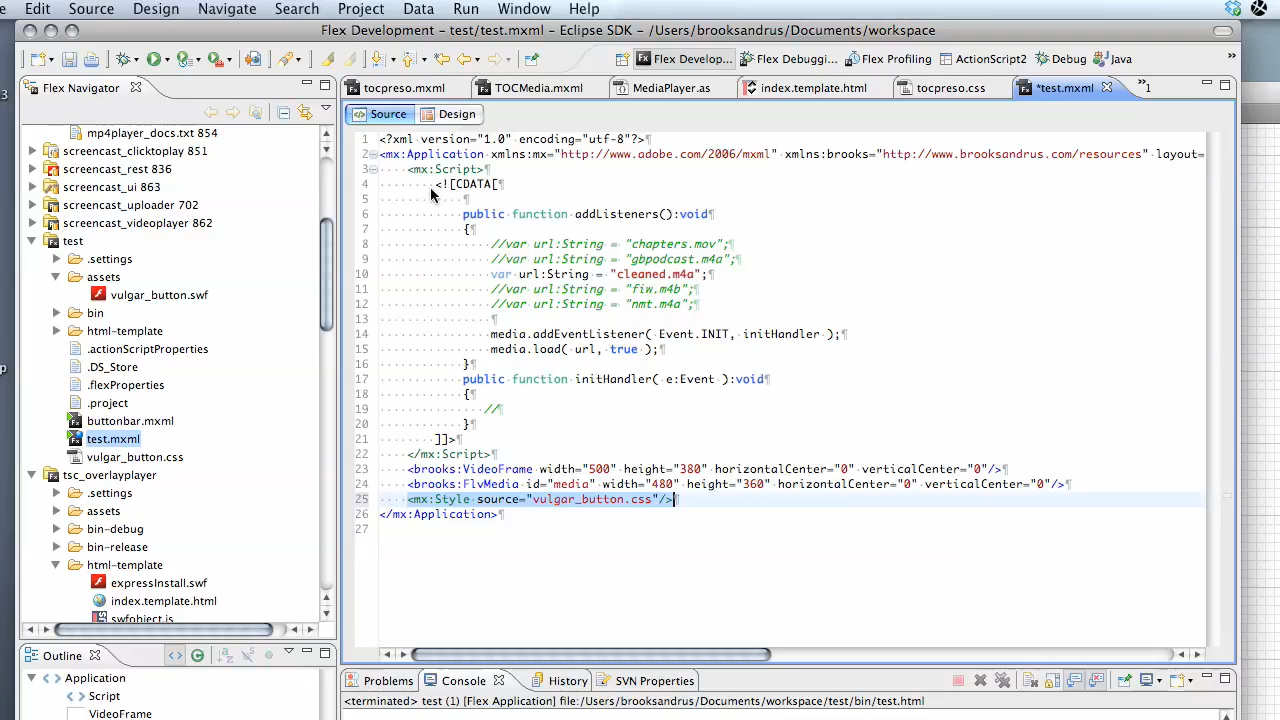 Edit Source Design Navigate Search Project Data Run Window Help
Flex Development - test/test.mxml - Eclipse SDK - /Users/brooksandrus/Documents/workspace
Flex Develop... Flex Debuggi... Flex Profiling ActionScript2 Debug Java
Flex Navigator
tocpreso.mxml TOCMedia.mxml MediaPlayer.as index.template.html tocpreso.css *test.mxml 1
Source Design
mp4player_docs.txt 854
screencast_clicktoplay 851
screencast_rest 836
screencast_ui 863
screencast_uploader 702
screencast_videoplayer 862
test
.settings
assets
vulgar_button.swf
bin
html-template
.actionScriptProperties
.DS_Store
.flexProperties
.project
buttonbar.mxml
test.mxml
vulgar_button.css
tsc_overlayplayer
.settings
assets
bin-debug
bin-release
html-template
expressInstall.swf
index.template.html
swfobject.js
1 <?xml version="1.0" encoding="utf-8"?>
2 <mx:Application xmlns:mx="http://www.adobe.com/2006/mxml" xmlns:brooks="http://www.brooksandrus.com/resources" layout=
3 <mx:Script>
4 <![CDATA[
5
6 public function addListeners():void
7 {
8 //var url:String = "chapters.mov";
9 //var url:String = "gbpodcast.m4a";
10 var url:String = "cleaned.m4a";
11 //var url:String = "fiw.m4b";
12 //var url:String = "nmt.m4a";
13
14 media.addEventListener( Event.INIT, initHandler );
15 media.load( url, true );
16 }
17 public function initHandler( e:Event ):void
18 {
19 //
20 }
21 ]]>
22 </mx:Script>
23 <brooks:VideoFrame width="500" height="380" horizontalCenter="0" verticalCenter="0"/>
24 <brooks:FlvMedia id="media" width="480" height="360" horizontalCenter="0" verticalCenter="0"/>
25 <mx:Style source="vulgar_button.css"/>
26 </mx:Application>
27
Outline
Application
Script
VideoFrame
Problems Console History SVN Properties
<terminated> test (1) [Flex Application] file:/Users/brooksandrus/Documents/workspace/test/bin/test.html